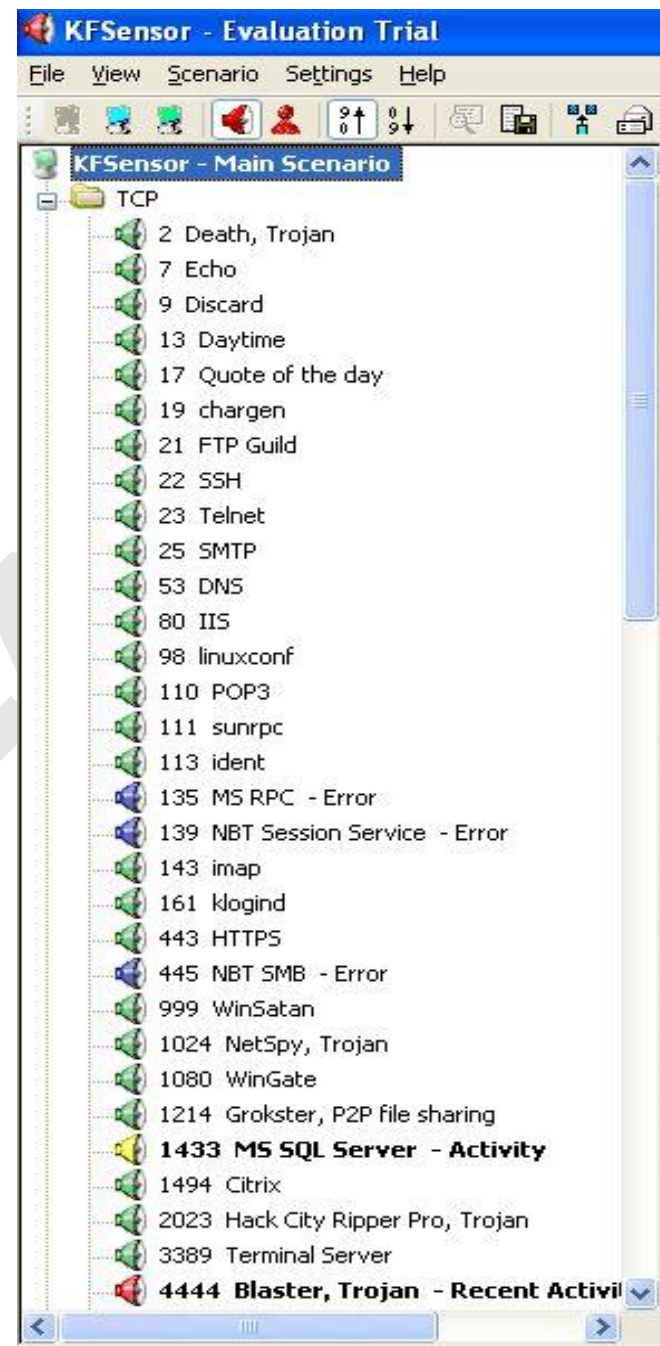 KFSensor - Evaluation Trial
File View Scenario Settings Help
KFSensor - Main Scenario
TCP
2 Death, Trojan
7 Echo
9 Discard
13 Daytime
17 Quote of the day
19 chargen
21 FTP Guild
22 SSH
23 Telnet
25 SMTP
53 DNS
80 IIS
98 linuxconf
110 POP3
111 sunrpc
113 ident
135 MS RPC - Error
139 NBT Session Service - Error
143 imap
161 klogind
443 HTTPS
445 NBT SMB - Error
999 WinSatan
1024 NetSpy, Trojan
1080 WinGate
1214 Grokster, P2P file sharing
1433 MS SQL Server - Activity
1494 Citrix
2023 Hack City Ripper Pro, Trojan
3389 Terminal Server
4444 Blaster, Trojan - Recent Activi